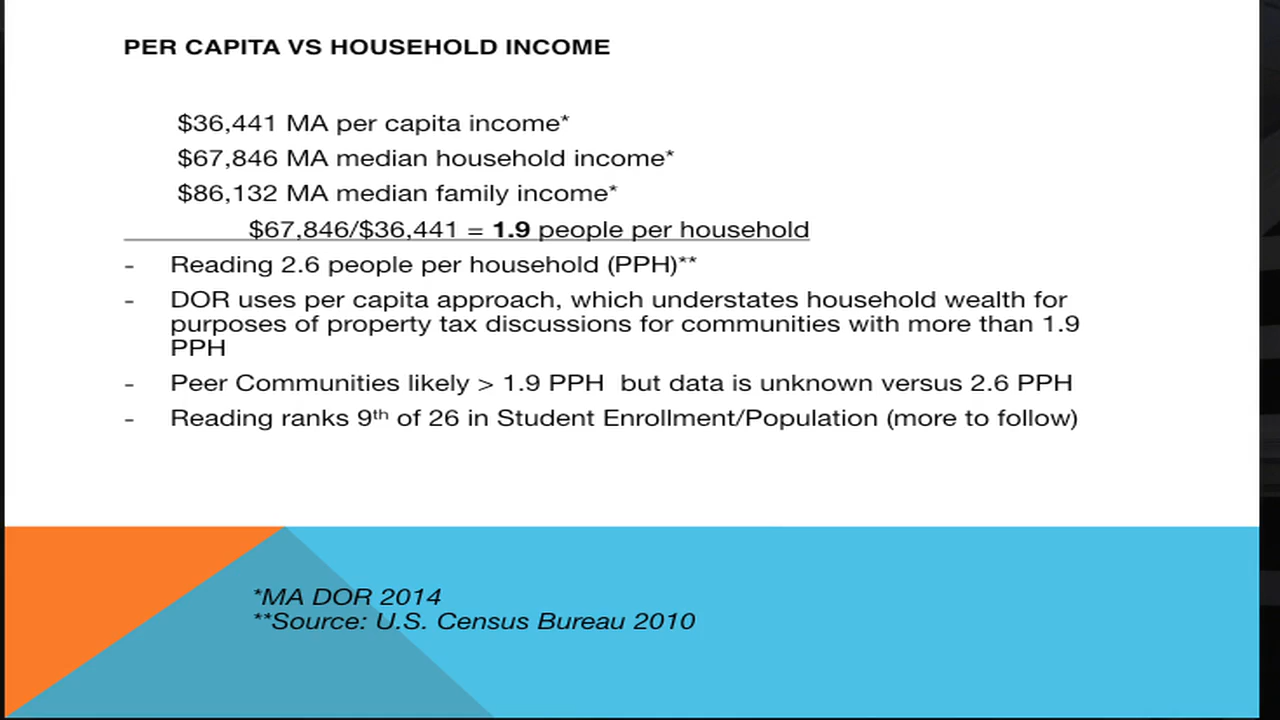 PER CAPITA VS HOUSEHOLD INCOME
$36,441 MA per capita income*
$67,846 MA median household income*
$86,132 MA median family income*
$67,846/$36,441 = 1.9 people per household
- Reading 2.6 people per household (PPH)**
- DOR uses per capita approach, which understates household wealth for
purposes of property tax discussions for communities with more than 1.9
PPH
- Peer Communities likely > 1.9 PPH  but data is unknown versus 2.6 PPH
- Reading ranks 9th of 26 in Student Enrollment/Population (more to follow)
*MA DOR 2014
**Source: U.S. Census Bureau 2010